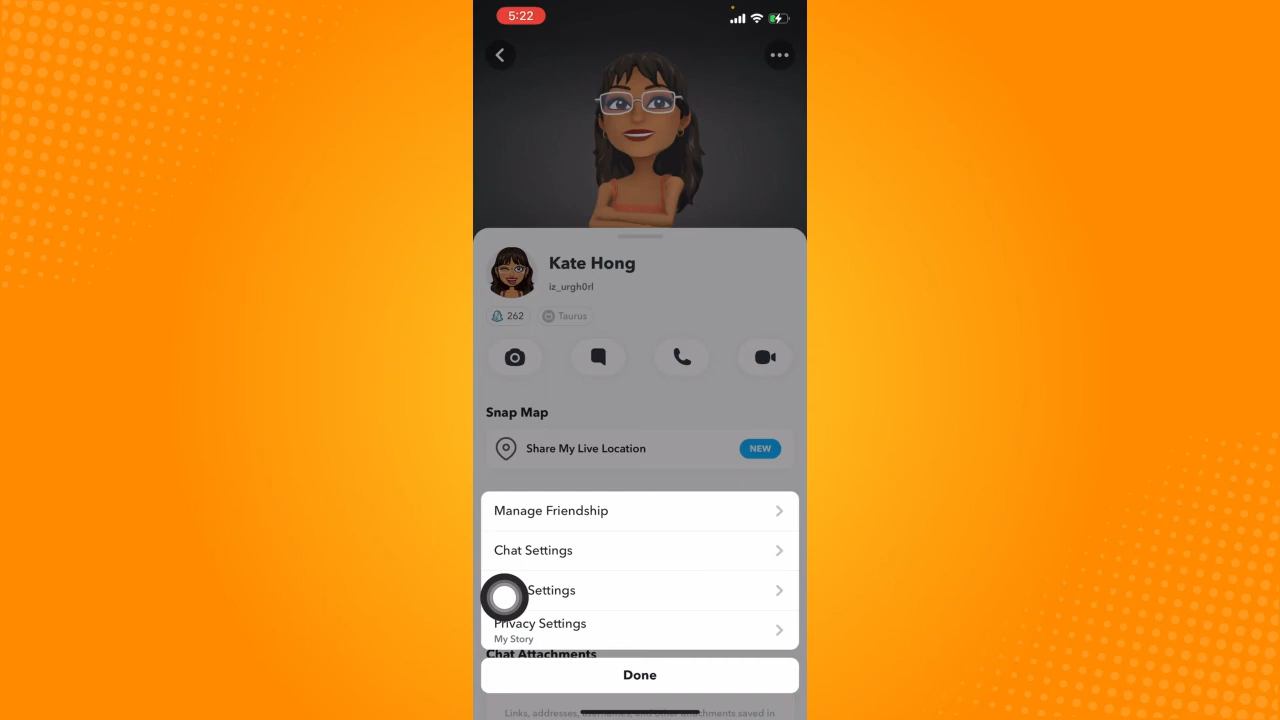 5:22
Kate Hong
iz_urgh0rl
262
Taurus
Snap Map
Share My Live Location
NEW
Manage Friendship
Chat Settings
Settings
Privacy Settings
My Story
Chat Attachments
Done
Links, addresses, usernames, and other attachments saved in